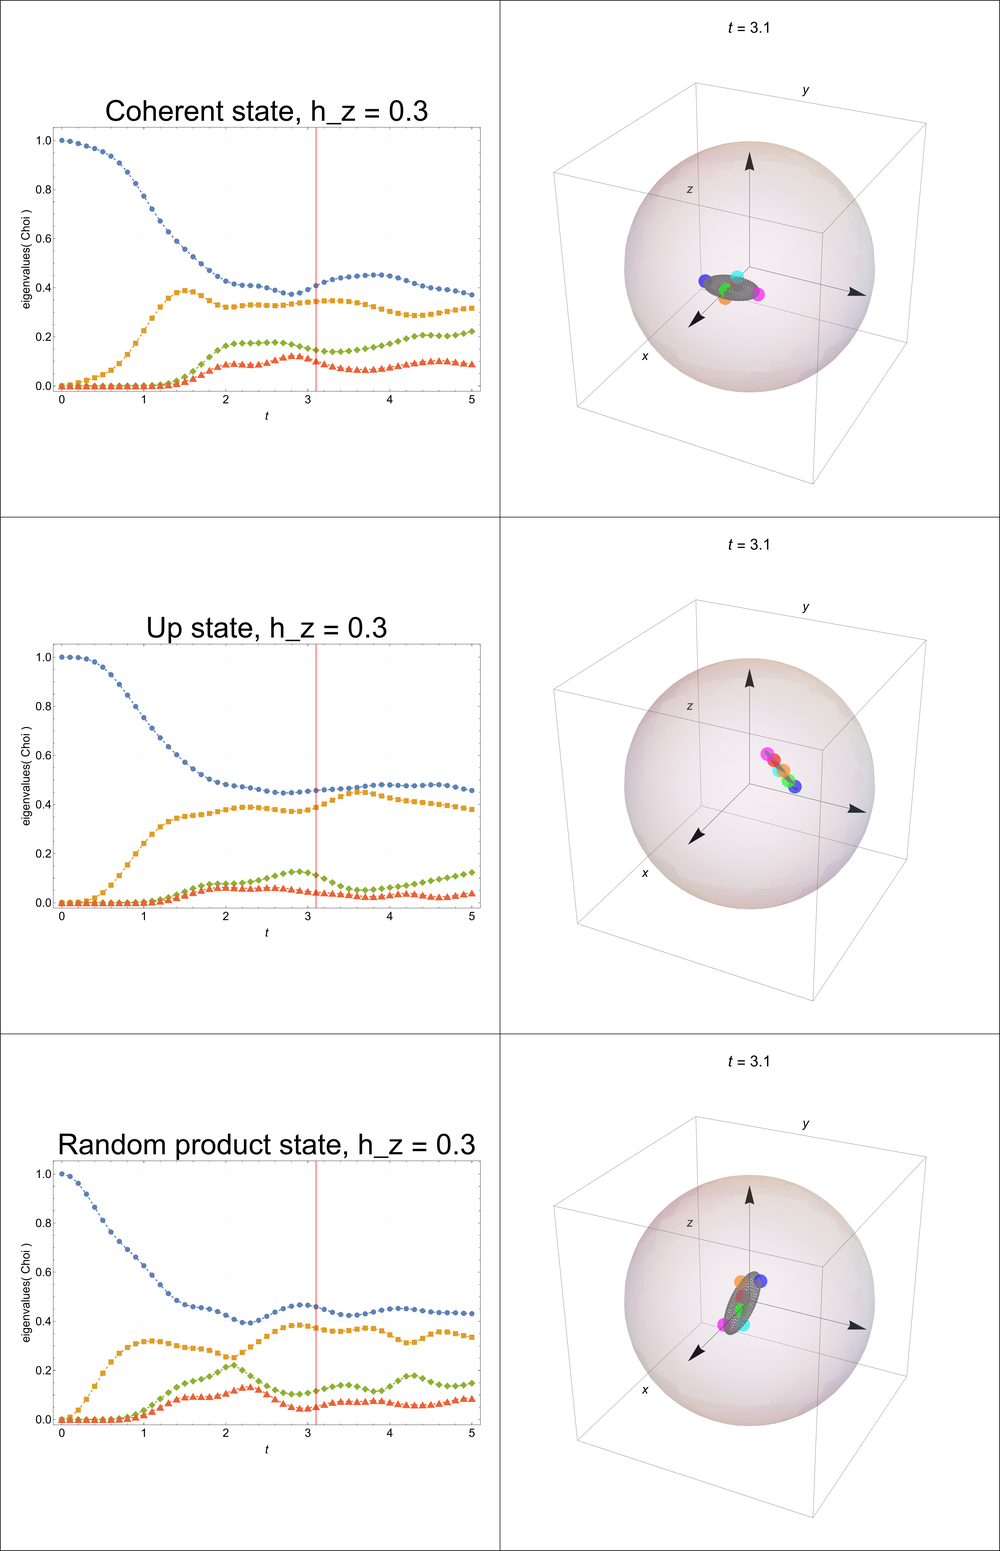 Coherent state, h_z = 0.3
eigenvalues( Choi )
1.0
0.8
0.6
0.4
0.2
0.0
0 1 2 3 4 5
t
t = 3.1
y
z
x
Up state, h_z = 0.3
eigenvalues( Choi )
1.0
0.8
0.6
0.4
0.2
0.0
0 1 2 3 4 5
t
t = 3.1
y
z
x
Random product state, h_z = 0.3
eigenvalues( Choi )
1.0
0.8
0.6
0.4
0.2
0.0
0 1 2 3 4 5
t
t = 3.1
y
z
x